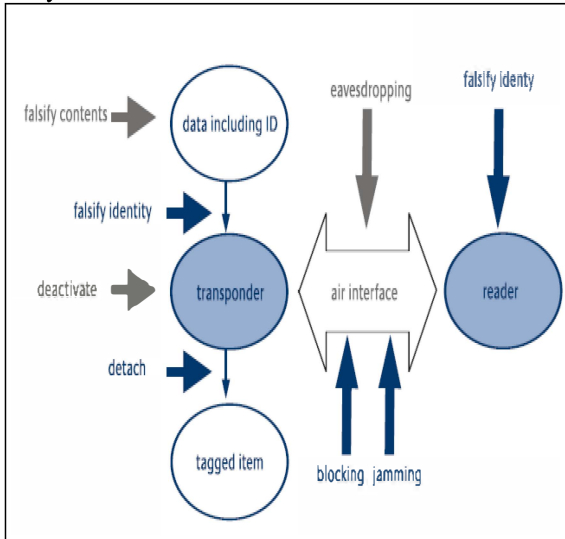 eavesdropping
falsify identy
falsify contents
data including ID
falsify identity
deactivate
transponder
air interface
reader
detach
tagged item
blocking jamming